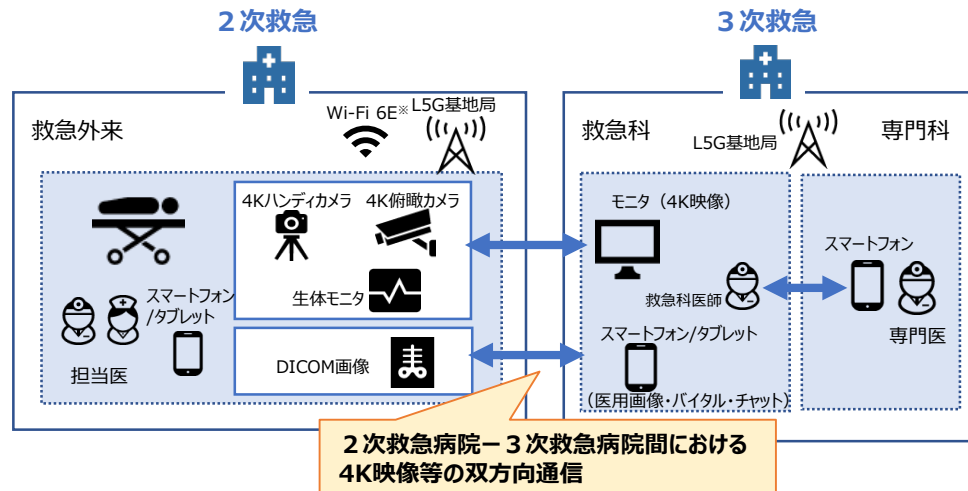 ２次救急
３次救急
救急外来
Wi-Fi 6E※
L5G基地局
4Kハンディカメラ
4K俯瞰カメラ
生体モニタ
スマートフォン
/タブレット
担当医
DICOM画像
救急科
L5G基地局
専門科
モニタ（4K映像）
救急科医師
スマートフォン/タブレット
（医用画像・バイタル・チャット）
スマートフォン
専門医
２次救急病院ー３次救急病院間における
4K映像等の双方向通信